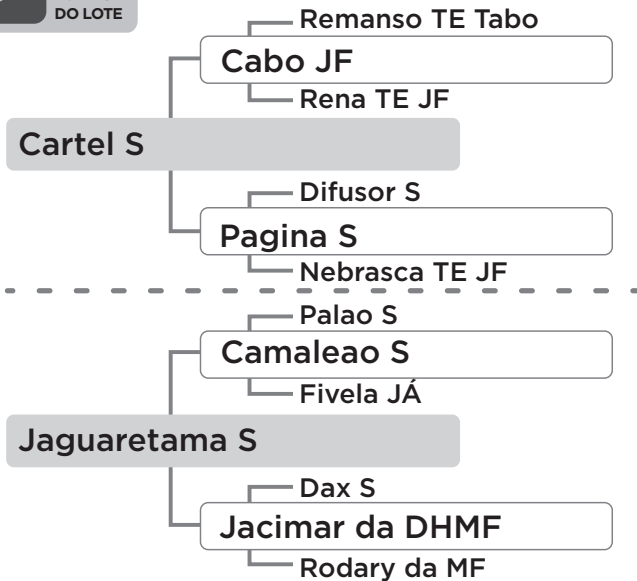 DO LOTE
Remanso TE Tabo
Cabo JF
Rena TE JF
Cartel S
Difusor S
Pagina S
Nebrasca TE JF
Palao S
Camaleao S
Fivela JÁ
Jaguaretama S
Dax S
Jacimar da DHMF
Rodary da MF